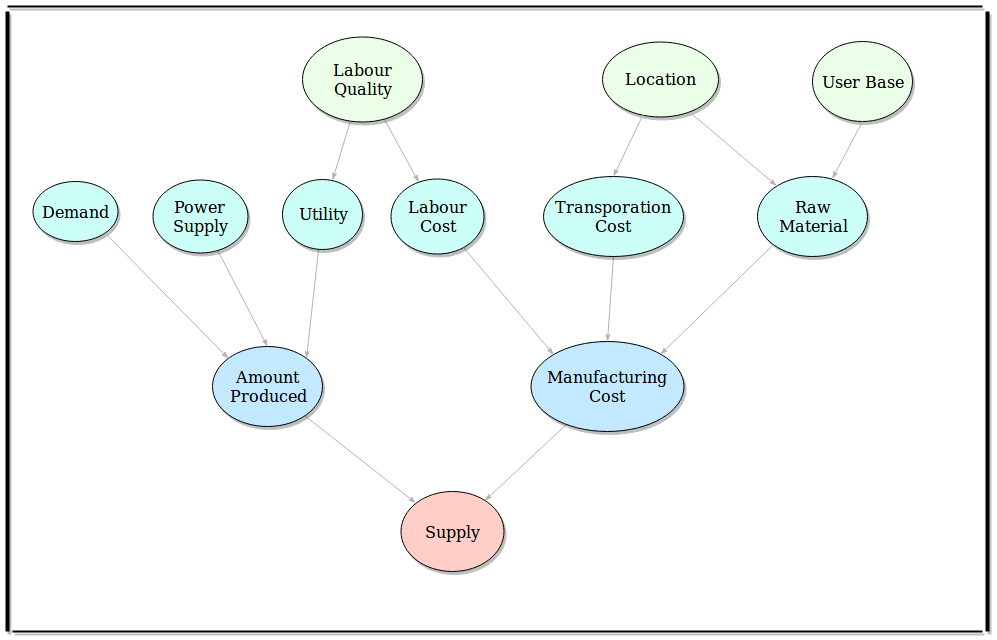 Labour
Quality
Location
User Base
Demand
Power
Supply
Utility
Labour
Cost
Transporation
Cost
Raw
Material
Amount
Produced
Manufacturing
Cost
Supply